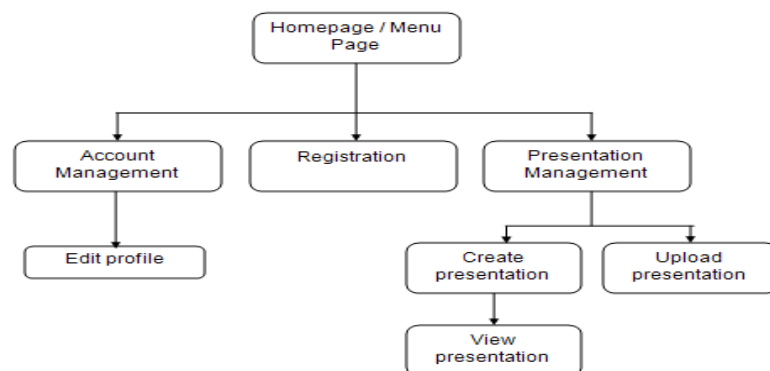 Homepage / Menu
Page
Account
Management
Registration
Presentation
Management
Edit profile
Create
presentation
Upload
presentation
View
presentation